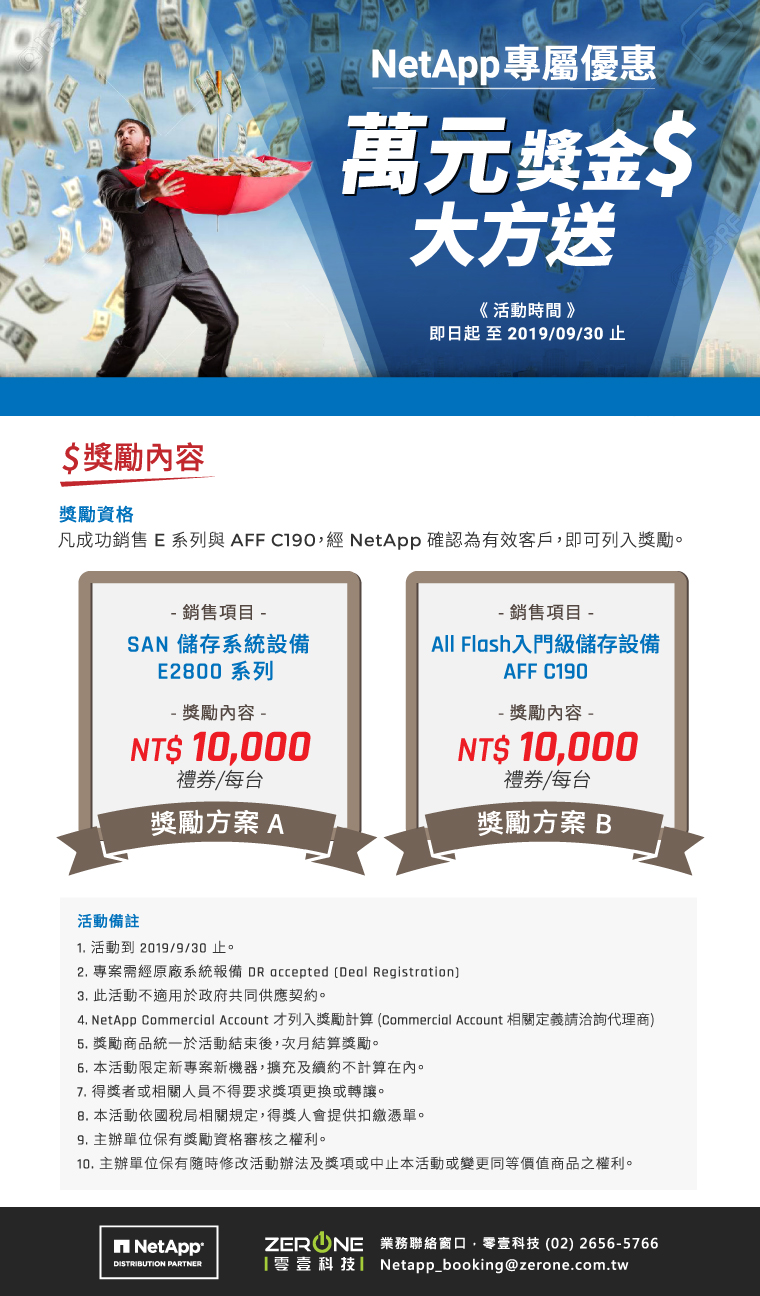 NetApp專屬優惠
萬元獎金$
大方送
《 活動時間 》
即日起 至 2019/09/30 止
$獎勵內容
獎勵資格
凡成功銷售 E 系列與 AFF C190，經 NetApp 確認為有效客戶，即可列入獎勵。
- 銷售項目 -
SAN 儲存系統設備
E2800 系列
- 獎勵內容 -
NT$ 10,000
禮券/每台
獎勵方案 A
- 銷售項目 -
All Flash入門級儲存設備
AFF C190
- 獎勵內容 -
NT$ 10,000
禮券/每台
獎勵方案 B
活動備註
1. 活動到 2019/9/30 止。
2. 專案需經原廠系統報備 DR accepted (Deal Registration)
3. 此活動不適用於政府共同供應契約。
4. NetApp Commercial Account 才列入獎勵計算 (Commercial Account 相關定義請洽詢代理商)
5. 獎勵商品統一於活動結束後，次月結算獎勵。
6. 本活動限定新專案新機器，擴充及續約不計算在內。
7. 得獎者或相關人員不得要求獎項更換或轉讓。
8. 本活動依國稅局相關規定，得獎人會提供扣繳憑單。
9. 主辦單位保有獎勵資格審核之權利。
10. 主辦單位保有隨時修改活動辦法及獎項或中止本活動或變更同等價值商品之權利。
NetApp
DISTRIBUTION PARTNER
ZERONE
零壹科技
業務聯絡窗口．零壹科技 (02) 2656-5766
Netapp_booking@zerone.com.tw